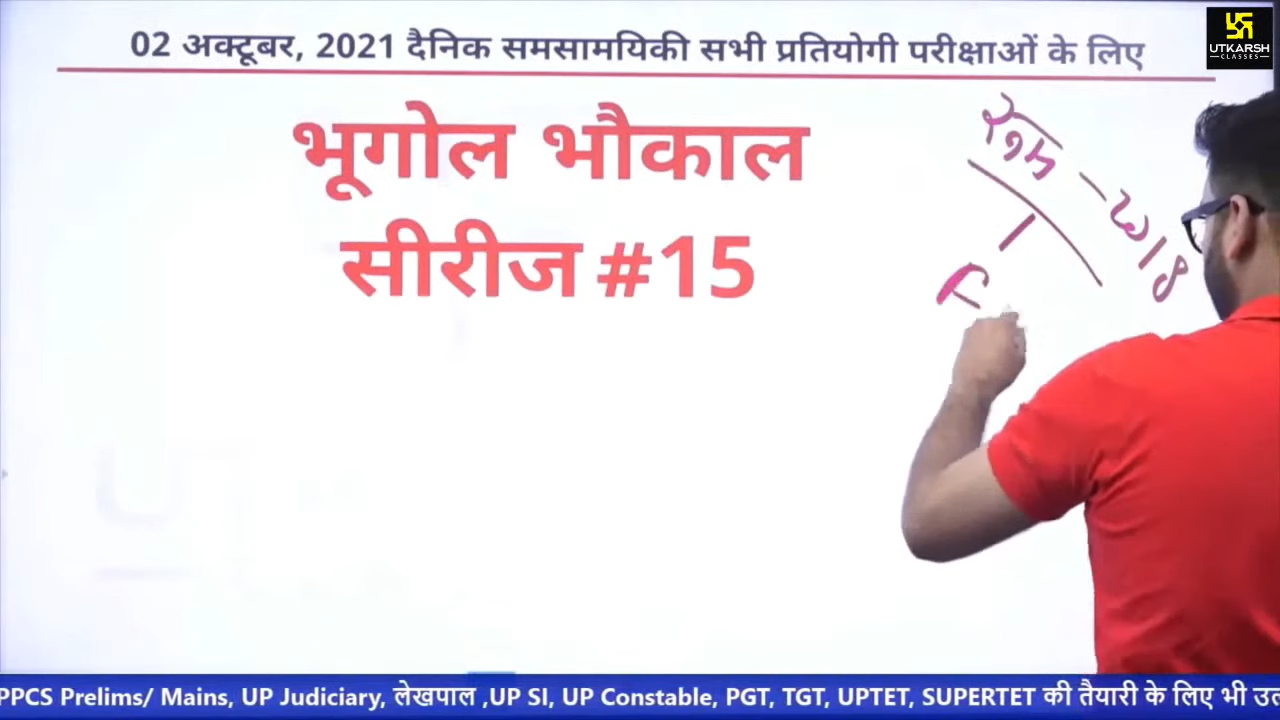 02 अक्टूबर, 2021 दैनिक समसामयिकी सभी प्रतियोगी परीक्षाओं के लिए
UTKARSH
CLASSES
भूगोल भौकाल
सीरीज #15
PPCS Prelims/ Mains, UP Judiciary, लेखपाल ,UP SI, UP Constable, PGT, TGT, UPTET, SUPERTET की तैयारी के लिए भी